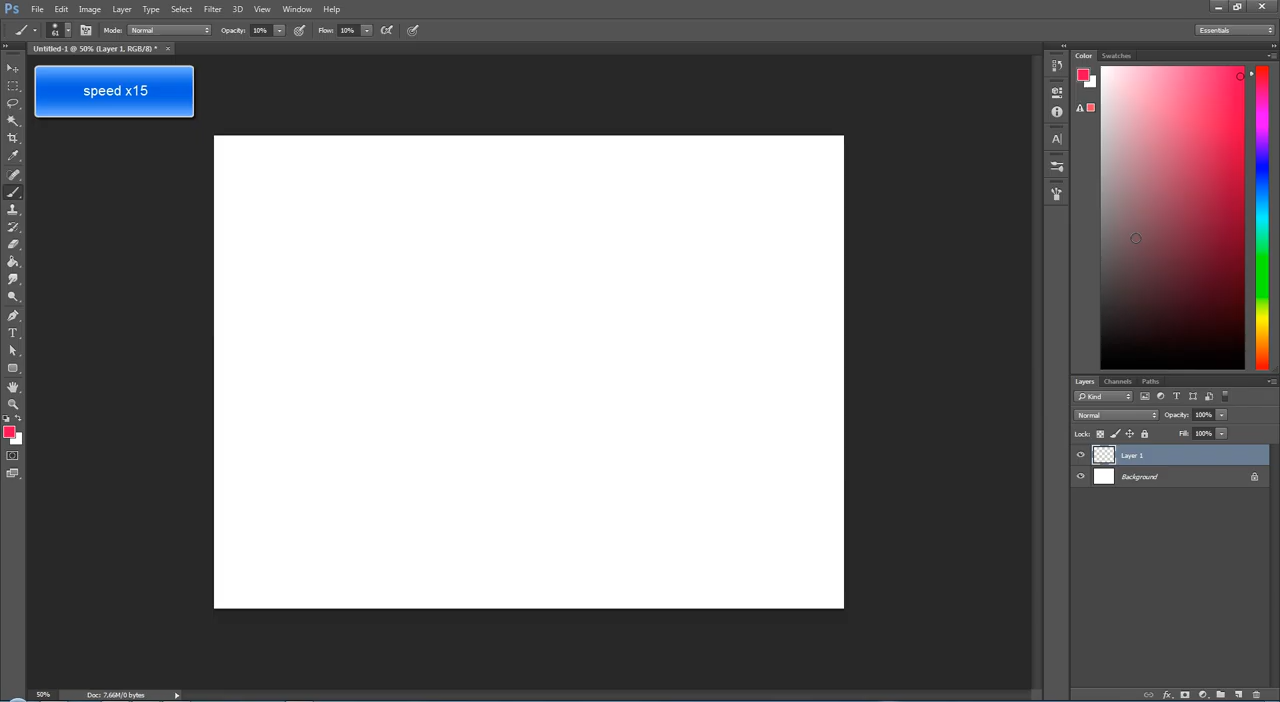 Ps File Edit Image Layer Type Select Filter 3D View Window Help
61 Mode: Normal Opacity: 10% Flow: 10% Essentials
Untitled-1 @ 50% (Layer 1, RGB/8) * ×
Color Swatches
speed x15
A
Layers Channels Paths
Kind T
Normal Opacity: 100%
Lock: Fill: 100%
Layer 1
Background
50% Doc: 7,66M/0 bytes
fx